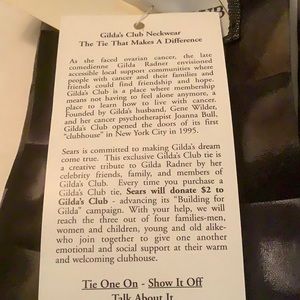 Gilda's Club Neckwear
The Tie That Makes A Difference
As she faced ovarian cancer, the late
comedienne Gilda Radner envisioned
accessible local support communities where
people with cancer and their families and
friends could find friendship and hope.
Gilda's Club is a place where membership
means not having to feel alone anymore, a
place to learn how to live with cancer.
Founded by Gilda's husband, Gene Wilder,
and her cancer psychotherapist Joanna Bull,
Gilda's Club opened the doors of its first
"clubhouse" in New York City in 1995.
Sears is committed to making Gilda's dream
come true. This exclusive Gilda's Club tie is
a creative tribute to Gilda Radner by her
celebrity friends, family, and members of
Gilda's Club. Every time you purchase a
Gilda's Club tie, Sears will donate $2 to
Gilda's Club - advancing its "Building for
Gilda" campaign. With your help, we will
reach the three out of four families-men,
women and children, young and old alike-
who join together to give one another
emotional and social support at their warm
and welcoming clubhouse.
Tie One On - Show It Off
Talk About It